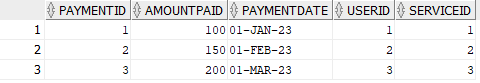 PAYMENTID AMOUNTPAID PAYMENTDATE USERID SERVICEID
1 1 100 01-JAN-23 1 1
2 2 150 01-FEB-23 2 2
3 3 200 01-MAR-23 3 3